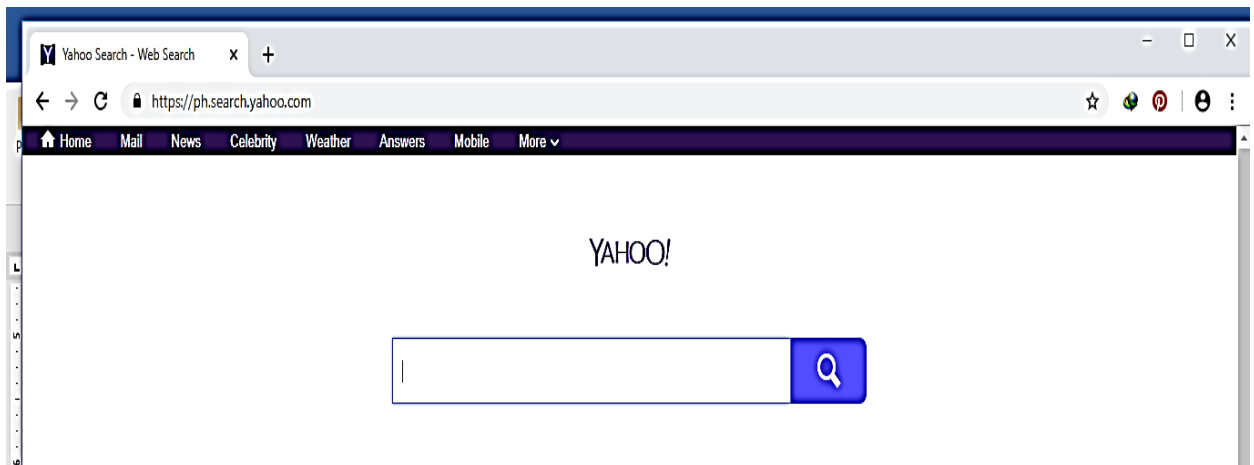 Yahoo Search - Web Search
https://ph.search.yahoo.com
Home Mail News Celebrity Weather Answers Mobile More
YAHOO!